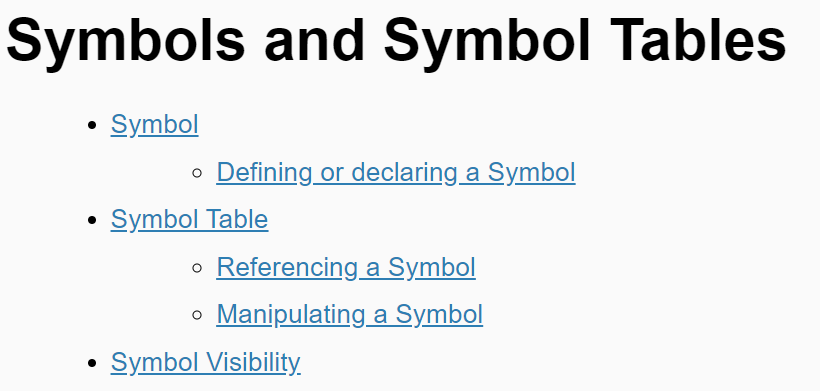 Symbols and Symbol Tables
Symbol
Defining or declaring a Symbol
Symbol Table
Referencing a Symbol
Manipulating a Symbol
Symbol Visibility